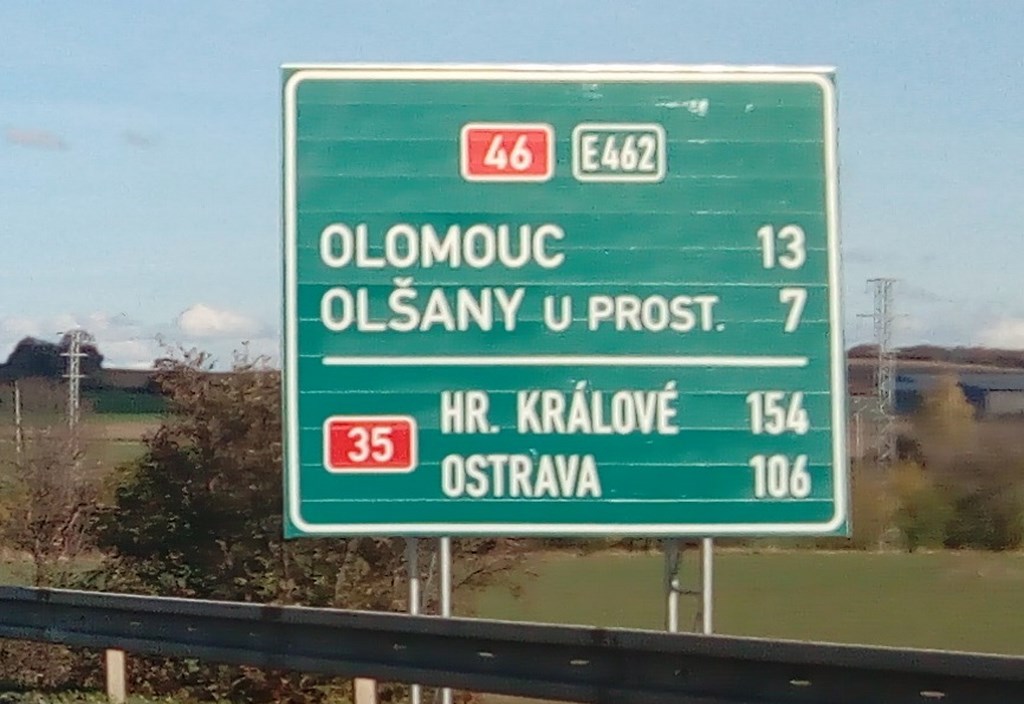 46 E462
OLOMOUC 13
OLŠANY U PROST. 7
35
HR. KRÁLOVÉ 154
OSTRAVA 106